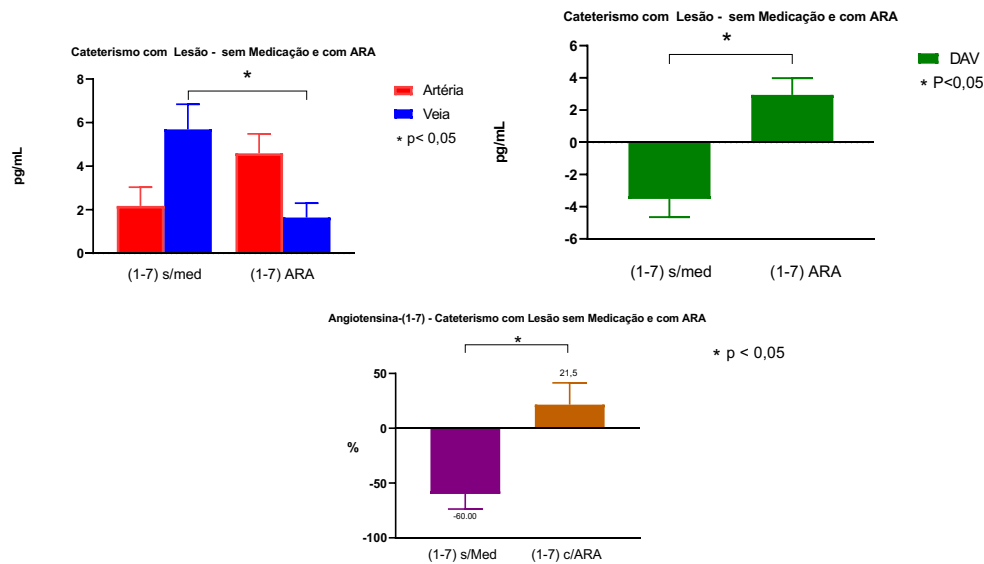 Cateterismo com Lesão - sem Medicação e com ARA
8
6
4
2
0
pg/mL
*
(1-7) s/med
(1-7) ARA
Artéria
Veia
* p< 0,05
Cateterismo com Lesão - sem Medicação e com ARA
6
4
2
0
-2
-4
-6
pg/mL
*
(1-7) s/med
(1-7) ARA
DAV
* P<0,05
Angiotensina-(1-7) - Cateterismo com Lesão sem Medicação e com ARA
* p < 0,05
*
50
0
-50
-100
%
21,5
-60.00
(1-7) s/Med
(1-7) c/ARA